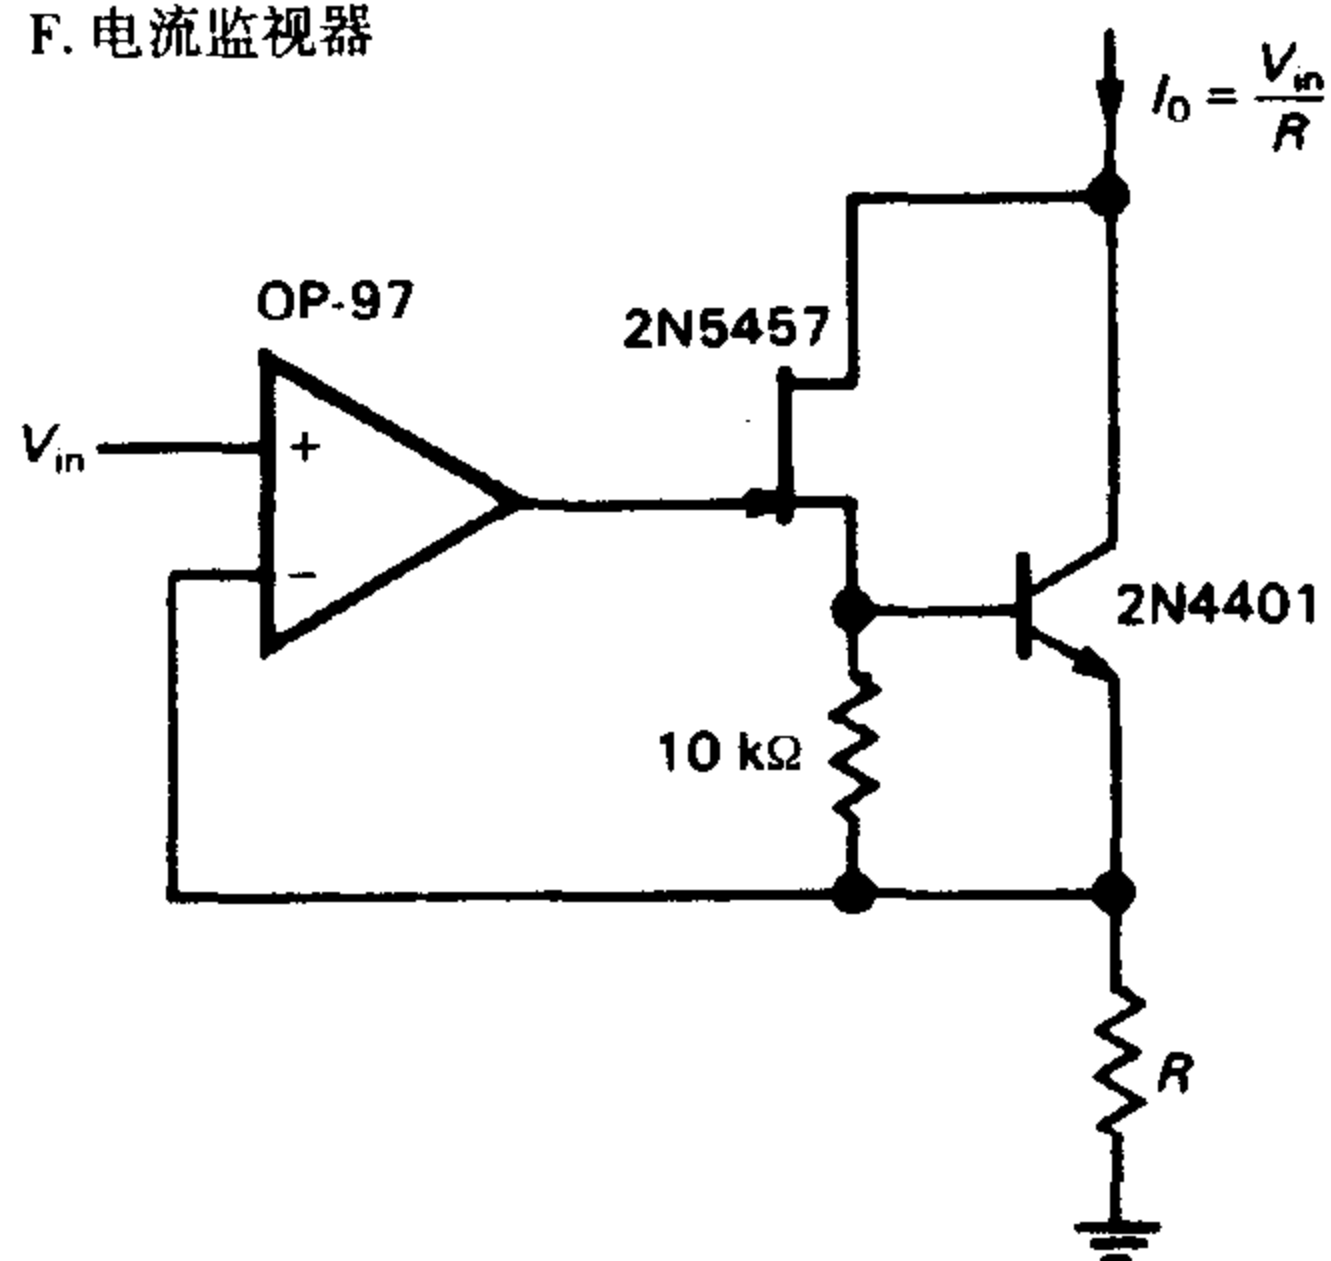 F. 电流监视器
I₀ = Vᵢₙ / R
OP-97
2N5457
Vᵢₙ
+
−
2N4401
10 kΩ
R